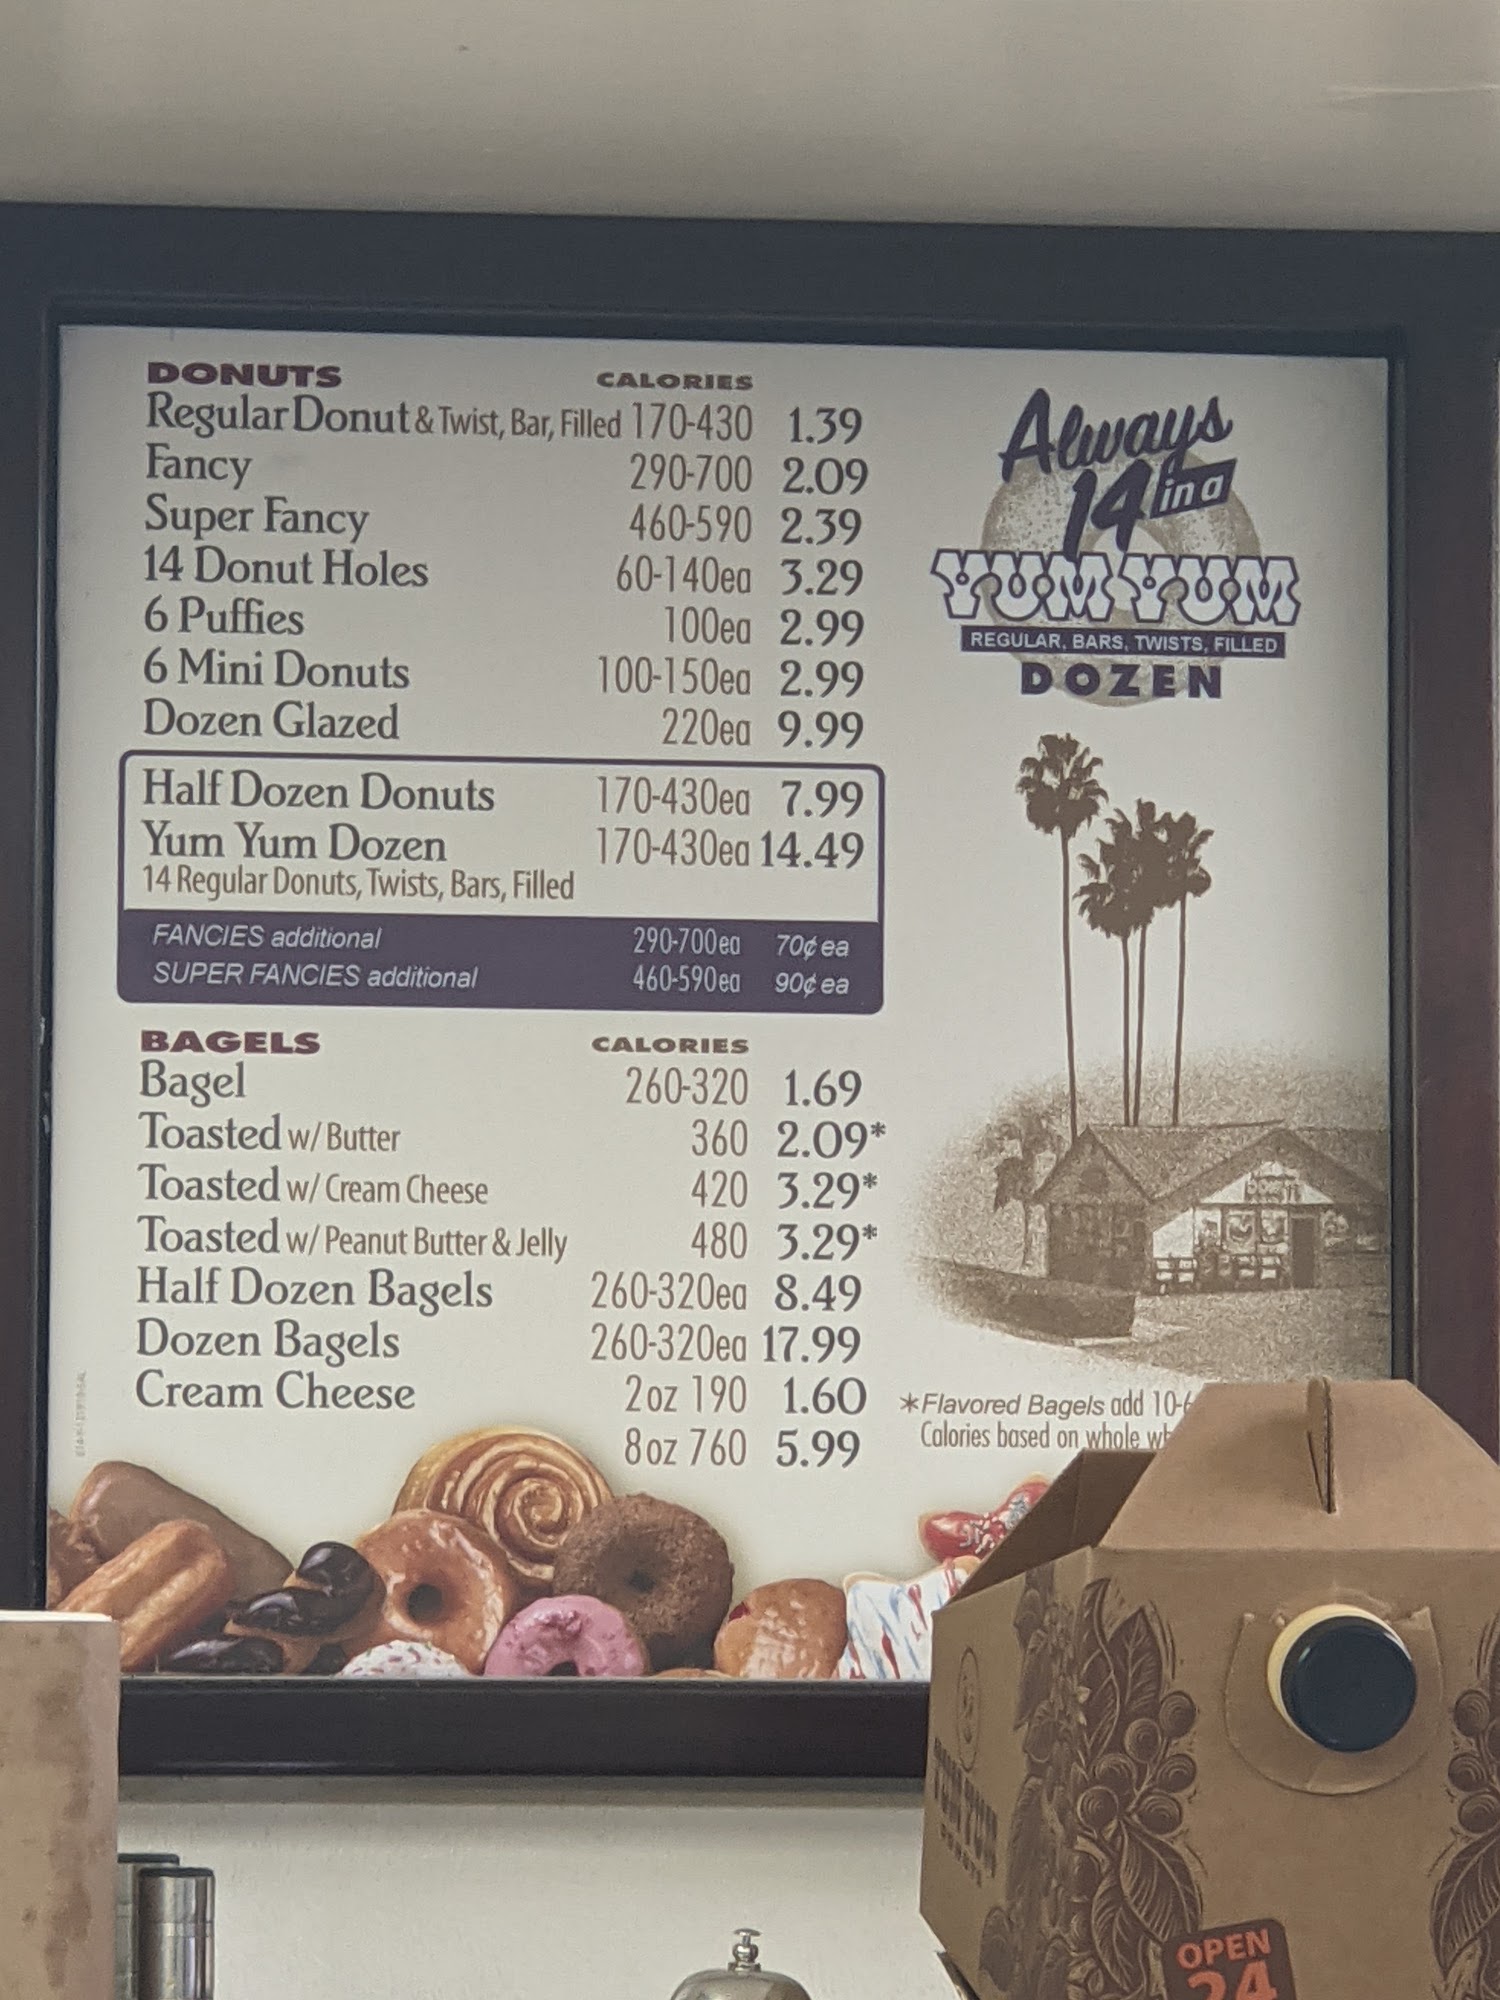 DONUTS CALORIES
Regular Donut & Twist, Bar, Filled 170-430 1.39
Fancy 290-700 2.09
Super Fancy 460-590 2.39
14 Donut Holes 60-140ea 3.29
6 Puffies 100ea 2.99
6 Mini Donuts 100-150ea 2.99
Dozen Glazed 220ea 9.99
Half Dozen Donuts 170-430ea 7.99
Yum Yum Dozen 170-430ea 14.49
14 Regular Donuts, Twists, Bars, Filled
FANCIES additional 290-700ea 70¢ ea
SUPER FANCIES additional 460-590ea 90¢ ea
BAGELS CALORIES
Bagel 260-320 1.69
Toasted w/ Butter 360 2.09*
Toasted w/ Cream Cheese 420 3.29*
Toasted w/ Peanut Butter & Jelly 480 3.29*
Half Dozen Bagels 260-320ea 8.49
Dozen Bagels 260-320ea 17.99
Cream Cheese 2oz 190 1.60
8oz 760 5.99
Always
14 in a
YUM YUM
REGULAR, BARS, TWISTS, FILLED
DOZEN
*Flavored Bagels add 10-
Calories based on whole
YUM YUM
DONUTS
OPEN
24